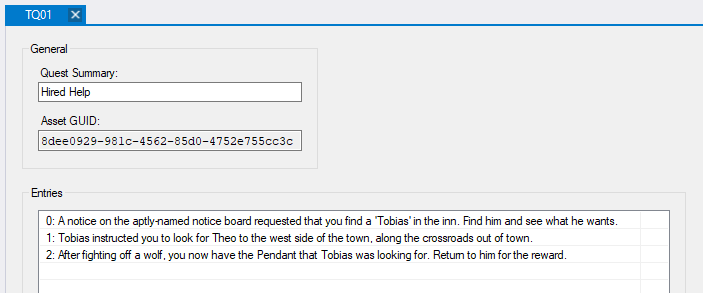 TQ01
General
Quest Summary:
Hired Help
Asset GUID:
8dee0929-981c-4562-85d0-4752e755cc3c
Entries
0: A notice on the aptly-named notice board requested that you find a 'Tobias' in the inn. Find him and see what he wants.
1: Tobias instructed you to look for Theo to the west side of the town, along the crossroads out of town.
2: After fighting off a wolf, you now have the Pendant that Tobias was looking for. Return to him for the reward.